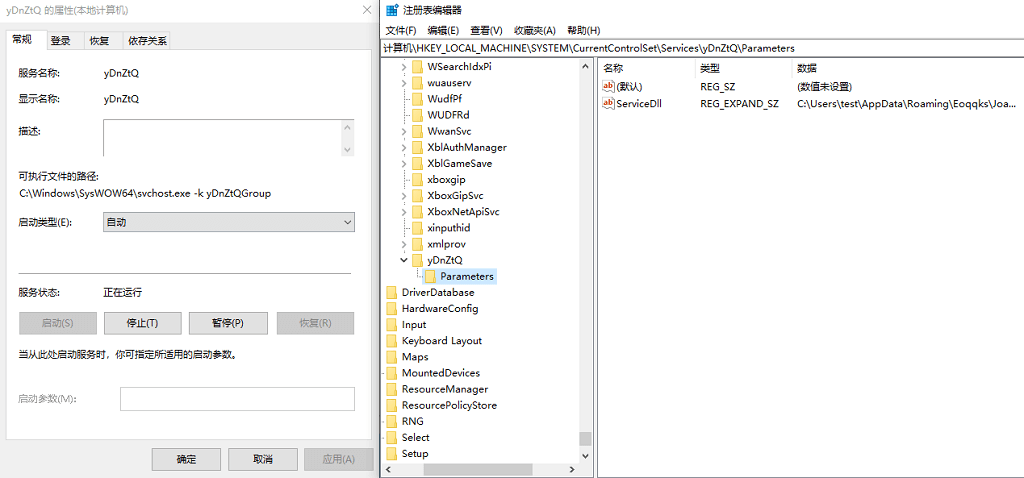 yDnZtQ 的属性(本地计算机)
常规 登录 恢复 依存关系
服务名称: yDnZtQ
显示名称: yDnZtQ
描述:
可执行文件的路径:
C:\Windows\SysWOW64\svchost.exe -k yDnZtQGroup
启动类型(E): 自动
服务状态: 正在运行
启动(S) 停止(T) 暂停(P) 恢复(R)
当从此处启动服务时，你可指定所适用的启动参数。
启动参数(M):
确定 取消 应用(A)
注册表编辑器
文件(F) 编辑(E) 查看(V) 收藏夹(A) 帮助(H)
计算机\HKEY_LOCAL_MACHINE\SYSTEM\CurrentControlSet\Services\yDnZtQ\Parameters
WSearchIdxPi
wuauserv
WudfPf
WUDFRd
WwanSvc
XblAuthManager
XblGameSave
xboxgip
XboxGipSvc
XboxNetApiSvc
xinputhid
xmlprov
yDnZtQ
Parameters
DriverDatabase
HardwareConfig
Input
Keyboard Layout
Maps
MountedDevices
ResourceManager
ResourcePolicyStore
RNG
Select
Setup
名称 类型 数据
ab (默认) REG_SZ (数值未设置)
ab ServiceDll REG_EXPAND_SZ C:\Users\test\AppData\Roaming\Eoqqks\Joa...